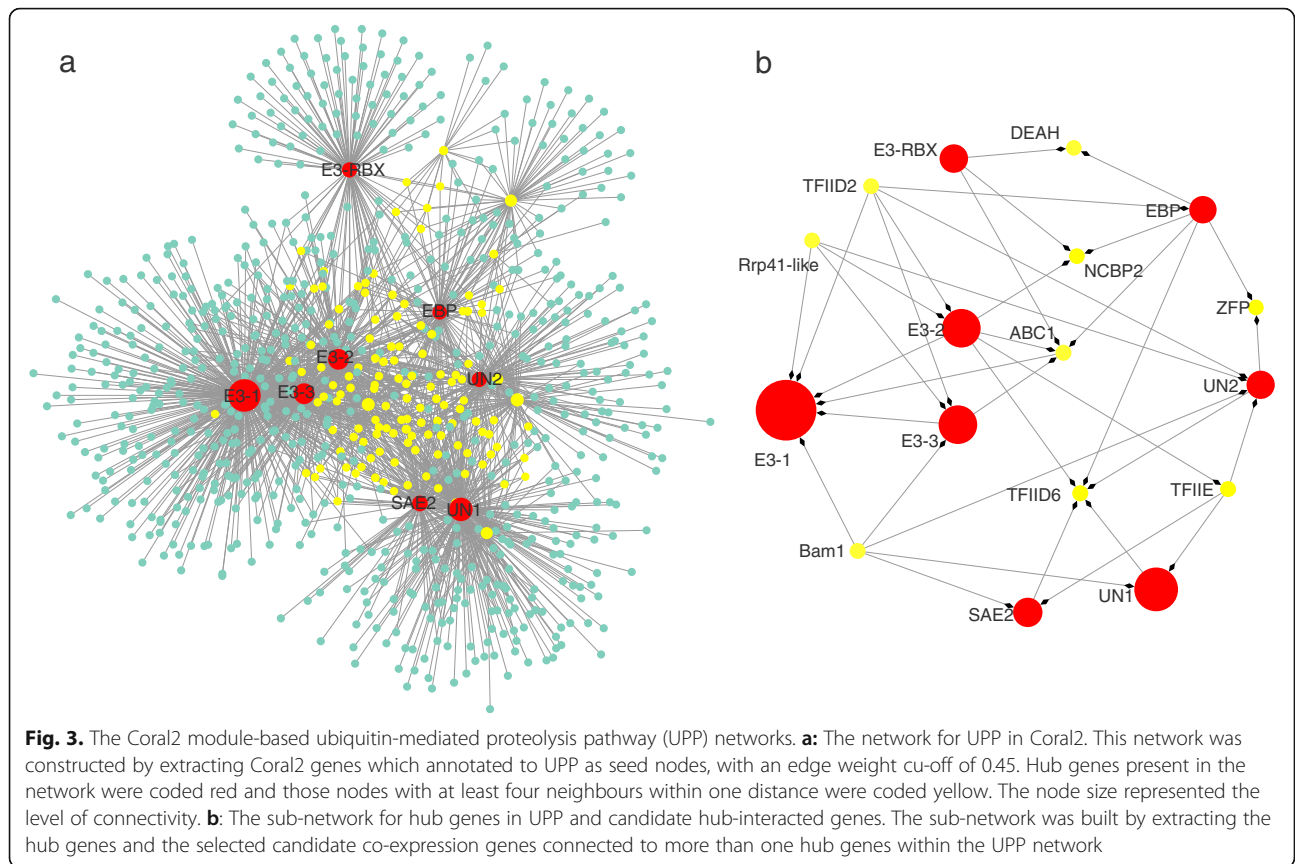 a
b
E3-RBX
EBP
E3-2
E3-3
E3-1
UN2
SAE2
UN1
DEAH
E3-RBX
TFIID2
EBP
Rrp41-like
NCBP2
ZFP
E3-2
ABC1
UN2
E3-3
E3-1
TFIID6
TFIIE
Bam1
UN1
SAE2
Fig. 3. The Coral2 module-based ubiquitin-mediated proteolysis pathway (UPP) networks. a: The network for UPP in Coral2. This network was
constructed by extracting Coral2 genes which annotated to UPP as seed nodes, with an edge weight cu-off of 0.45. Hub genes present in the
network were coded red and those nodes with at least four neighbours within one distance were coded yellow. The node size represented the
level of connectivity. b: The sub-network for hub genes in UPP and candidate hub-interacted genes. The sub-network was built by extracting the
hub genes and the selected candidate co-expression genes connected to more than one hub genes within the UPP network